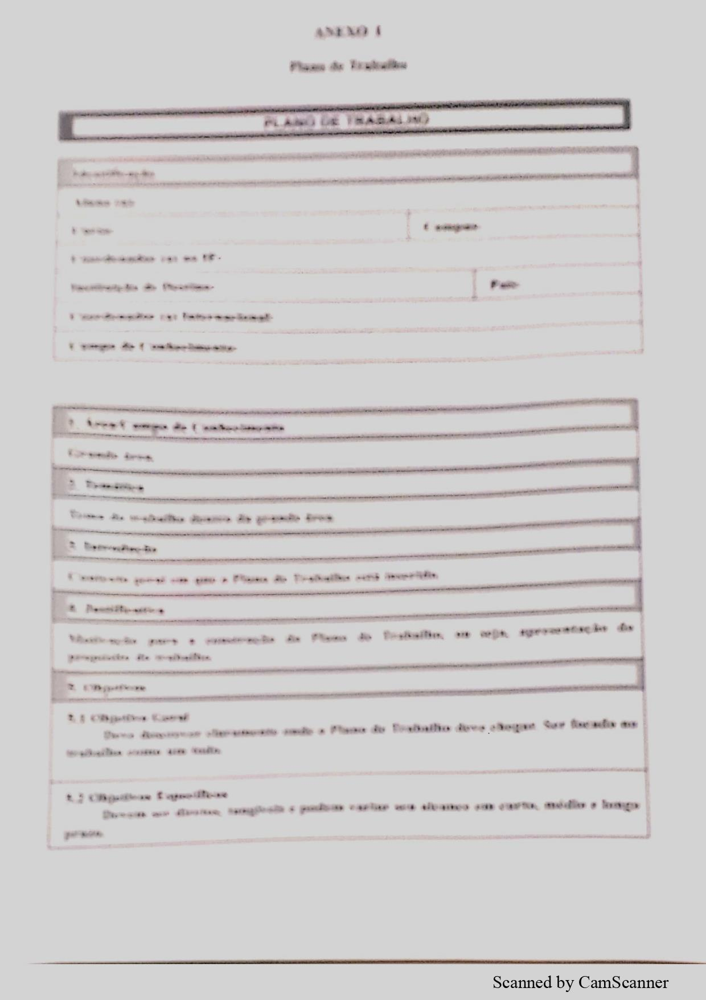 ANEXO I
Plano de Trabalho
PLANO DE TRABALHO
Identificação
Aluno (a):
Curso:
Campus:
Coordenador (a) no
Instituição de Destino:
País:
Coordenador (a) Internacional:
Campo de Conhecimento:
1. Área/Campo de Conhecimento
Grande área.
2. Temática
Tema do trabalho dentro da grande área.
3. Introdução
Contexto geral em que o Plano de Trabalho está inserido.
4. Justificativa
Motivação para a construção do Plano de Trabalho, ou seja, apresentação do
propósito do trabalho.
5. Objetivos
5.1 Objetivo Geral
Deve demonstrar claramente onde o Plano de Trabalho deve chegar. Ser focado no
trabalho como um todo.
5.2 Objetivos Específicos
Devem ser diretos, tangíveis e podem variar seu alcance em curto, médio e longo
prazo.
Scanned by CamScanner